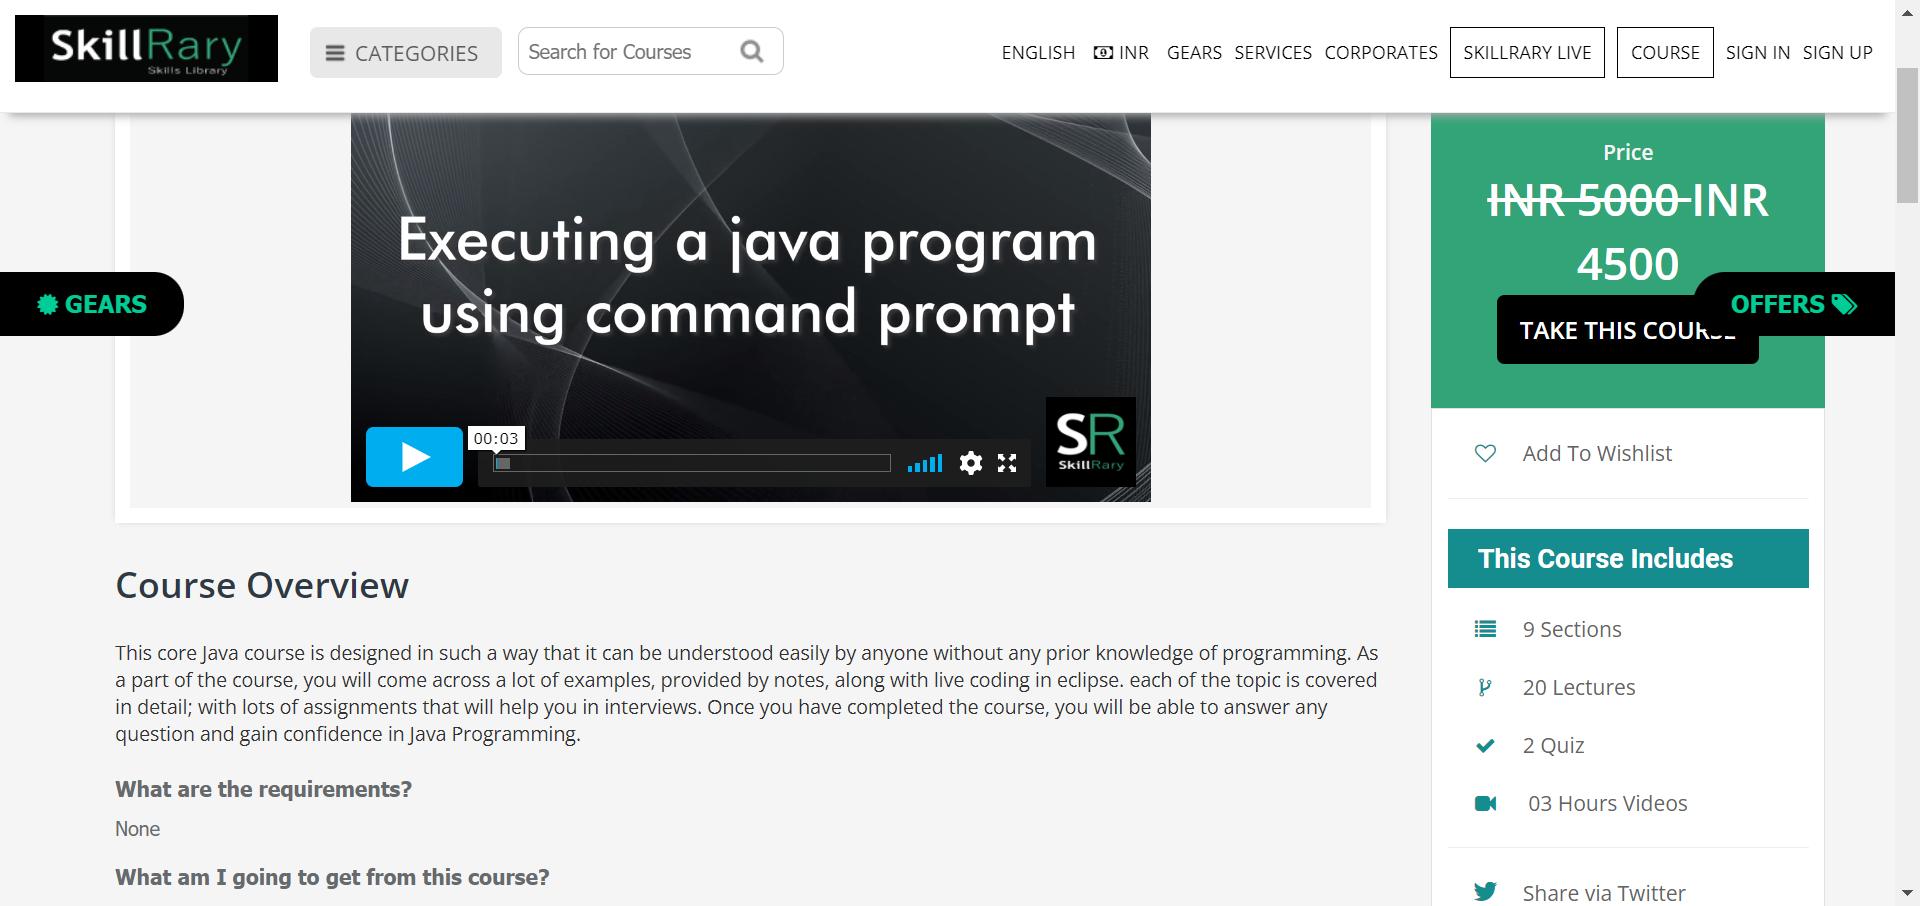 SkillRary
Skills Library
CATEGORIES
Search for Courses
ENGLISH INR GEARS SERVICES CORPORATES SKILLRARY LIVE COURSE SIGN IN SIGN UP
Executing a java program
using command prompt
00:03
SR
SkillRary
GEARS
Price
INR 5000 INR
4500
OFFERS
TAKE THIS COURSE
Add To Wishlist
This Course Includes
9 Sections
20 Lectures
2 Quiz
03 Hours Videos
Share via Twitter
Course Overview
This core Java course is designed in such a way that it can be understood easily by anyone without any prior knowledge of programming. As
a part of the course, you will come across a lot of examples, provided by notes, along with live coding in eclipse. each of the topic is covered
in detail; with lots of assignments that will help you in interviews. Once you have completed the course, you will be able to answer any
question and gain confidence in Java Programming.
What are the requirements?
None
What am I going to get from this course?